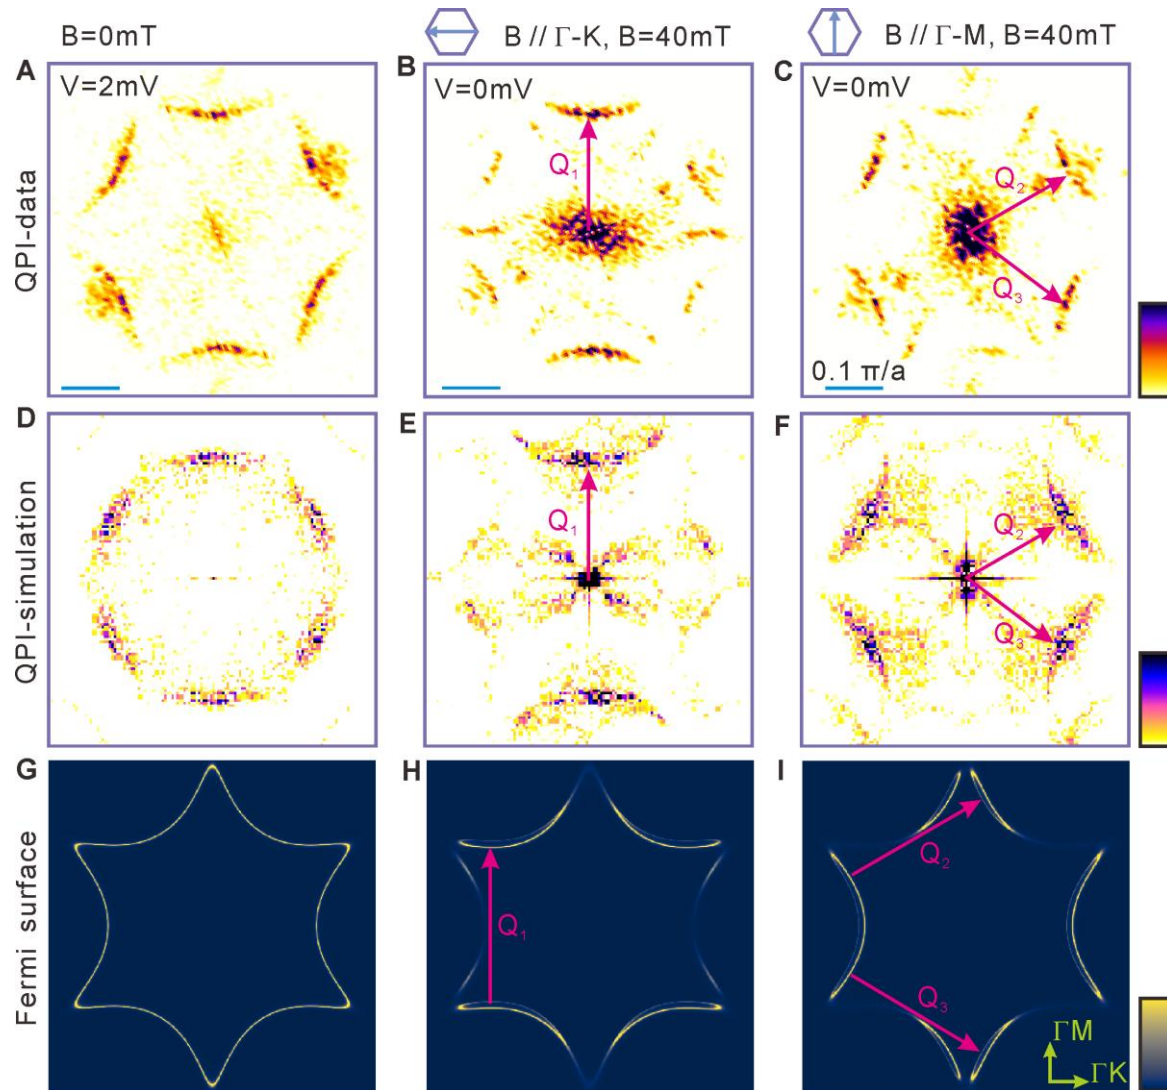 B=0mT
B // Γ-K, B=40mT
B // Γ-M, B=40mT
A
V=2mV
B
V=0mV
Q₁
C
V=0mV
Q₂
Q₃
0.1 π/a
QPI-data
D
E
Q₁
F
Q₂
Q₃
QPI-simulation
G
H
Q₁
I
Q₂
Q₃
ΓM
ΓK
Fermi surface